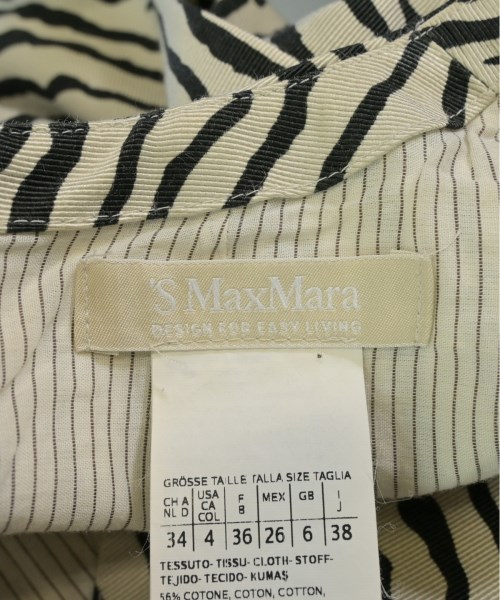 'S MaxMara
DESIGN FOR EASY LIVING
GRÖSSE TAILLE TALLA SIZE TAGLIA
CH A NL D USA CA COL F B MEX GB I J
34 4 36 26 6 38
TESSUTO- TISSU- CLOTH- STOFF-
TEJIDO- TECIDO- KUMAŞ
56% COTONE, COTON, COTTON,